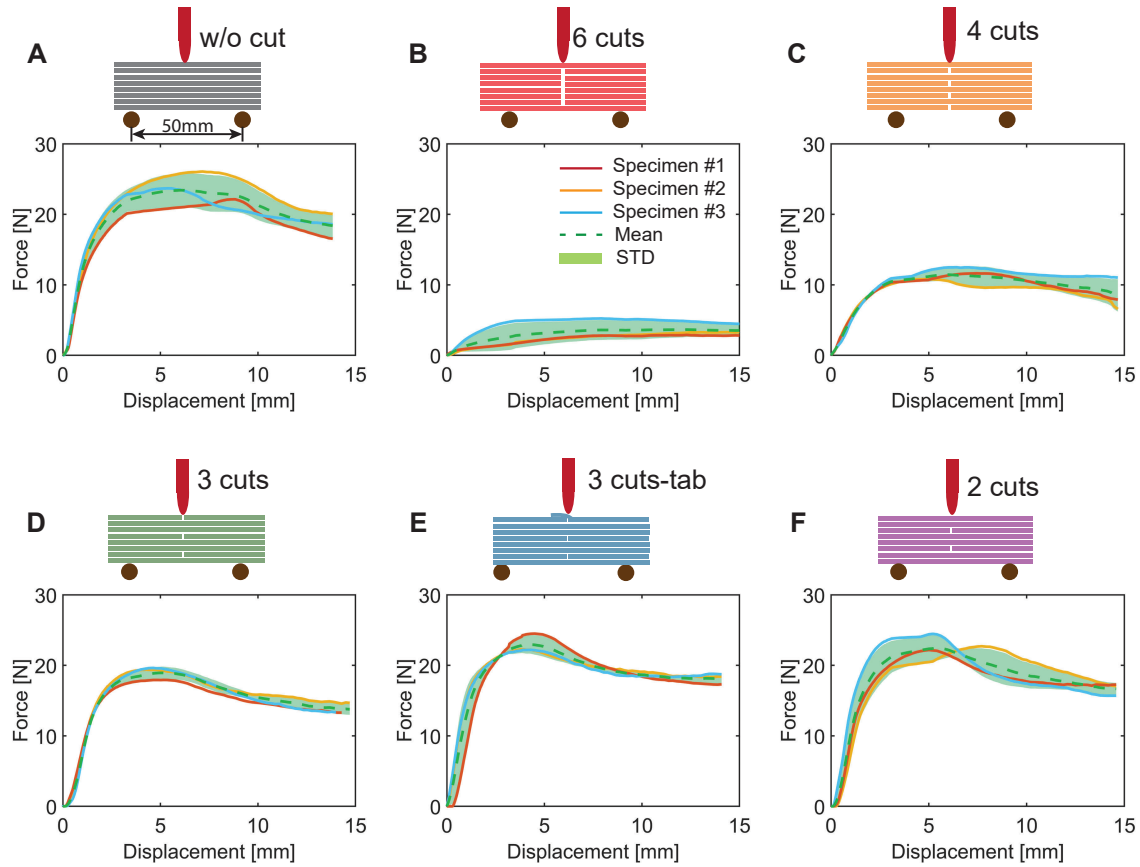 A
w/o cut
50mm
30
20
10
0
Force [N]
0 5 10 15
Displacement [mm]
B
6 cuts
30
20
10
0
Force [N]
Specimen #1
Specimen #2
Specimen #3
Mean
STD
0 5 10 15
Displacement [mm]
C
4 cuts
30
20
10
0
Force [N]
0 5 10 15
Displacement [mm]
D
3 cuts
30
20
10
0
Force [N]
0 5 10 15
Displacement [mm]
E
3 cuts-tab
30
20
10
0
Force [N]
0 5 10 15
Displacement [mm]
F
2 cuts
30
20
10
0
Force [N]
0 5 10 15
Displacement [mm]